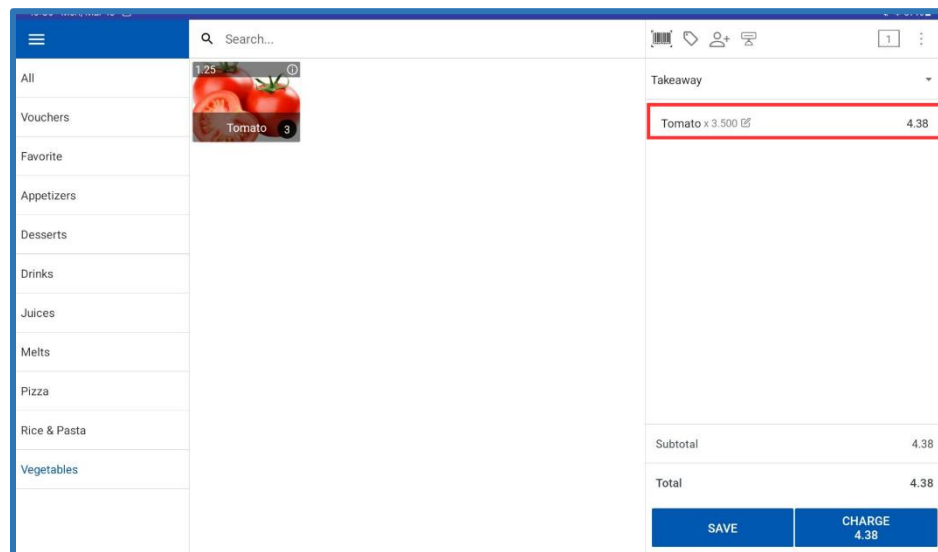 Search...
1
All
Vouchers
Favorite
Appetizers
Desserts
Drinks
Juices
Melts
Pizza
Rice & Pasta
Vegetables
1.25
Tomato 3
Takeaway
Tomato x 3.500 4.38
Subtotal 4.38
Total 4.38
SAVE
CHARGE
4.38